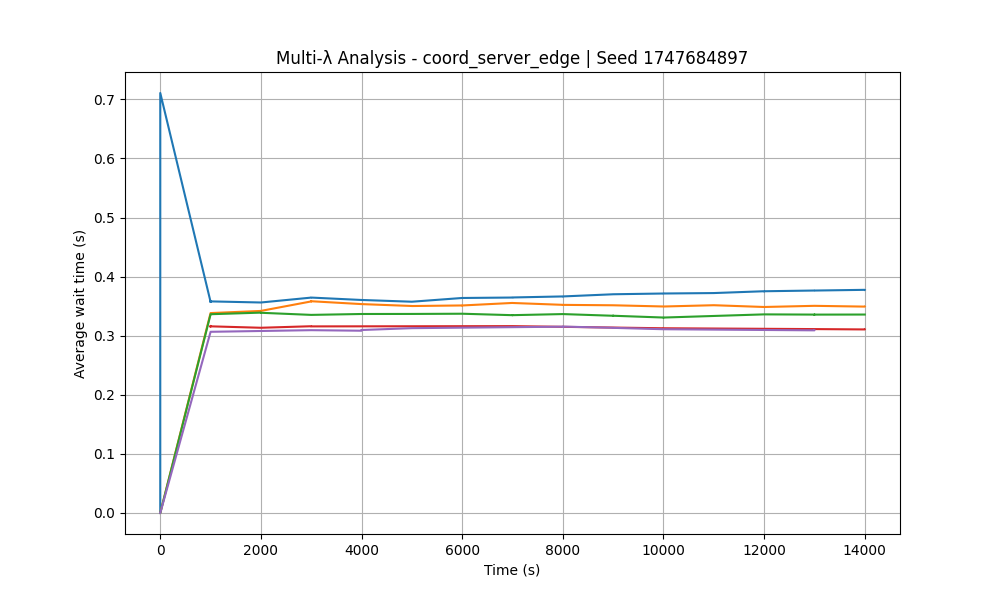 Multi-λ Analysis - coord_server_edge | Seed 1747684897
Average wait time (s)
0.7
0.6
0.5
0.4
0.3
0.2
0.1
0.0
0 2000 4000 6000 8000 10000 12000 14000
Time (s)